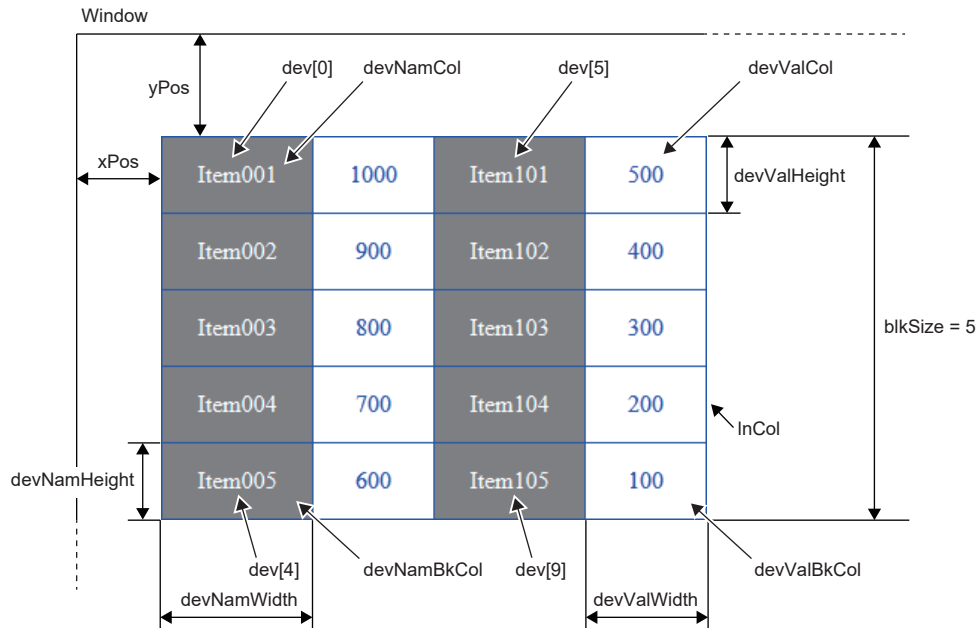 Window
dev[0]
devNamCol
dev[5]
devValCol
yPos
xPos
Item001 1000 Item101 500
devValHeight
Item002 900 Item102 400
Item003 800 Item103 300
blkSize = 5
Item004 700 Item104 200
lnCol
devNamHeight
Item005 600 Item105 100
dev[4]
devNamBkCol
dev[9]
devValBkCol
devNamWidth
devValWidth